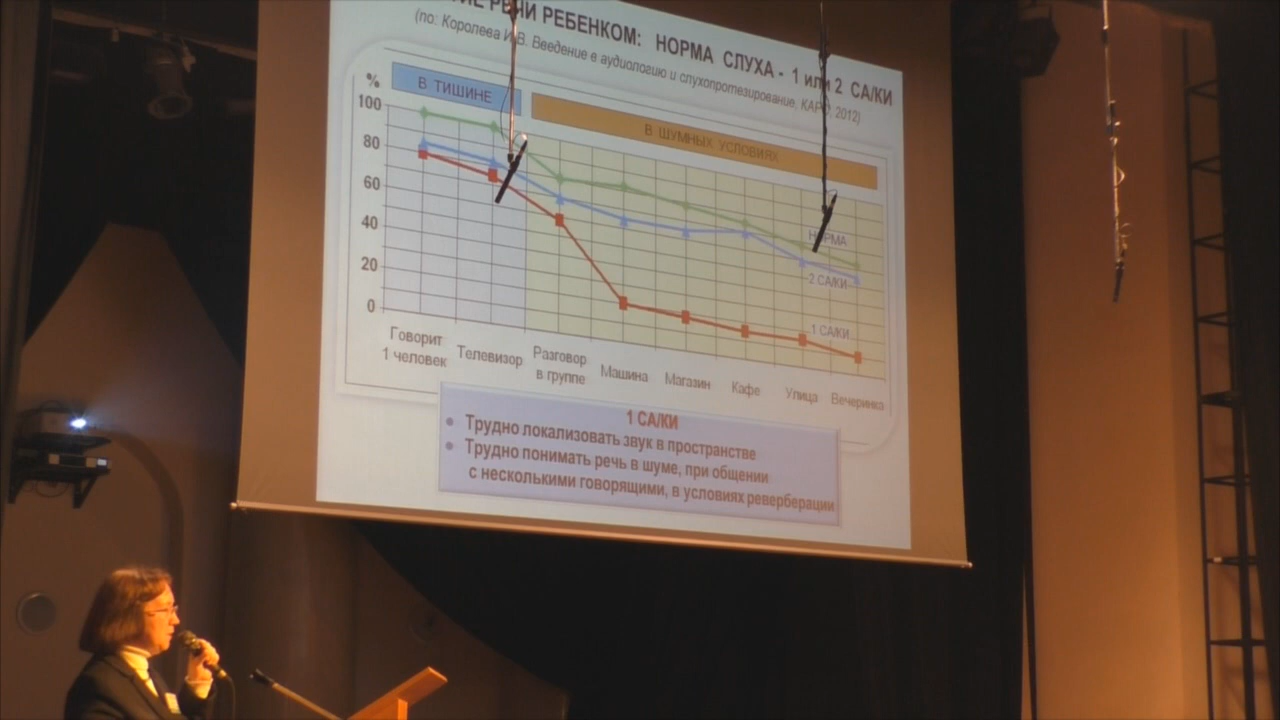 РЕЧИ РЕБЕНКОМ: НОРМА СЛУХА - 1 или 2 СА/КИ
(по: Королева И.В. Введение в аудиологию и слухопротезирование, КАРО, 2012)
%
В ТИШИНЕ
В ШУМНЫХ УСЛОВИЯХ
100
80
60
40
20
0
НОРМА
2 СА/КИ
1 СА/КИ
Говорит
1 человек
Телевизор
Разговор
в группе
Машина
Магазин
Кафе
Улица
Вечеринка
1 СА/КИ
• Трудно локализовать звук в пространстве
• Трудно понимать речь в шуме, при общении
с несколькими говорящими, в условиях реверберации